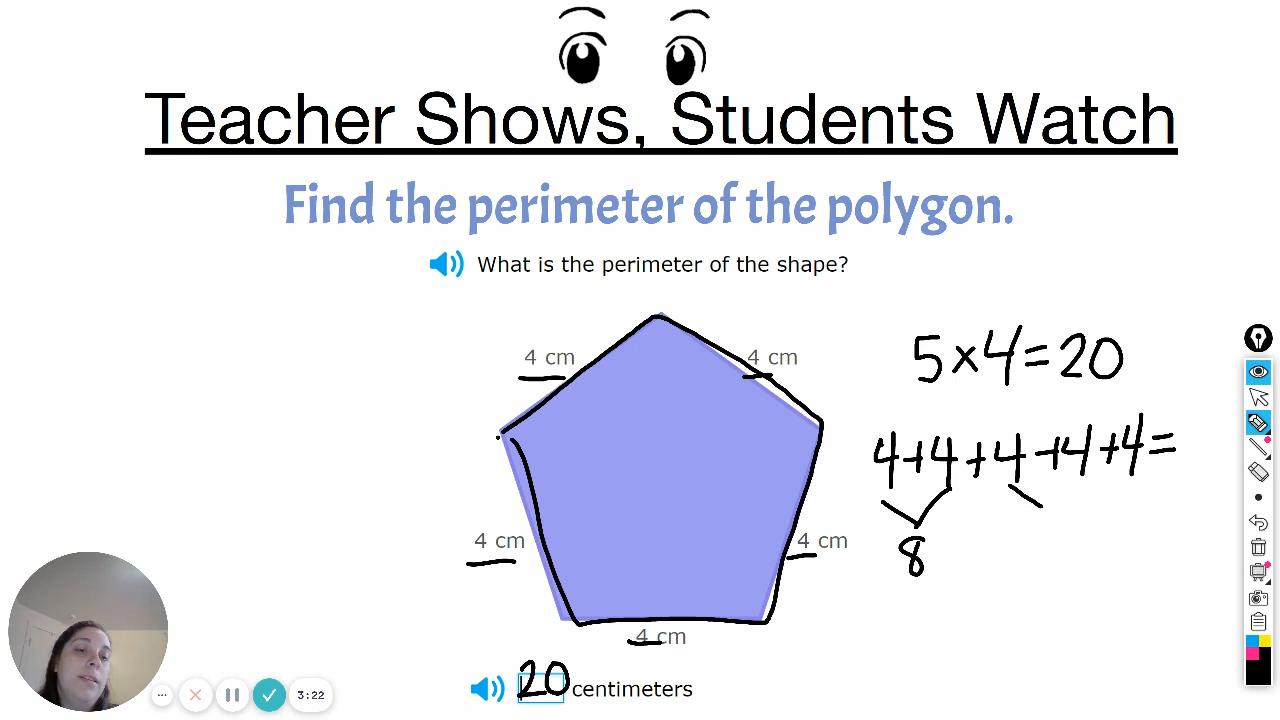 Teacher Shows, Students Watch
Find the perimeter of the polygon.
What is the perimeter of the shape?
4 cm
4 cm
5×4=20
4+4+4+4+4=
8
4 cm
4 cm
4 cm
20 centimeters
... 3:22